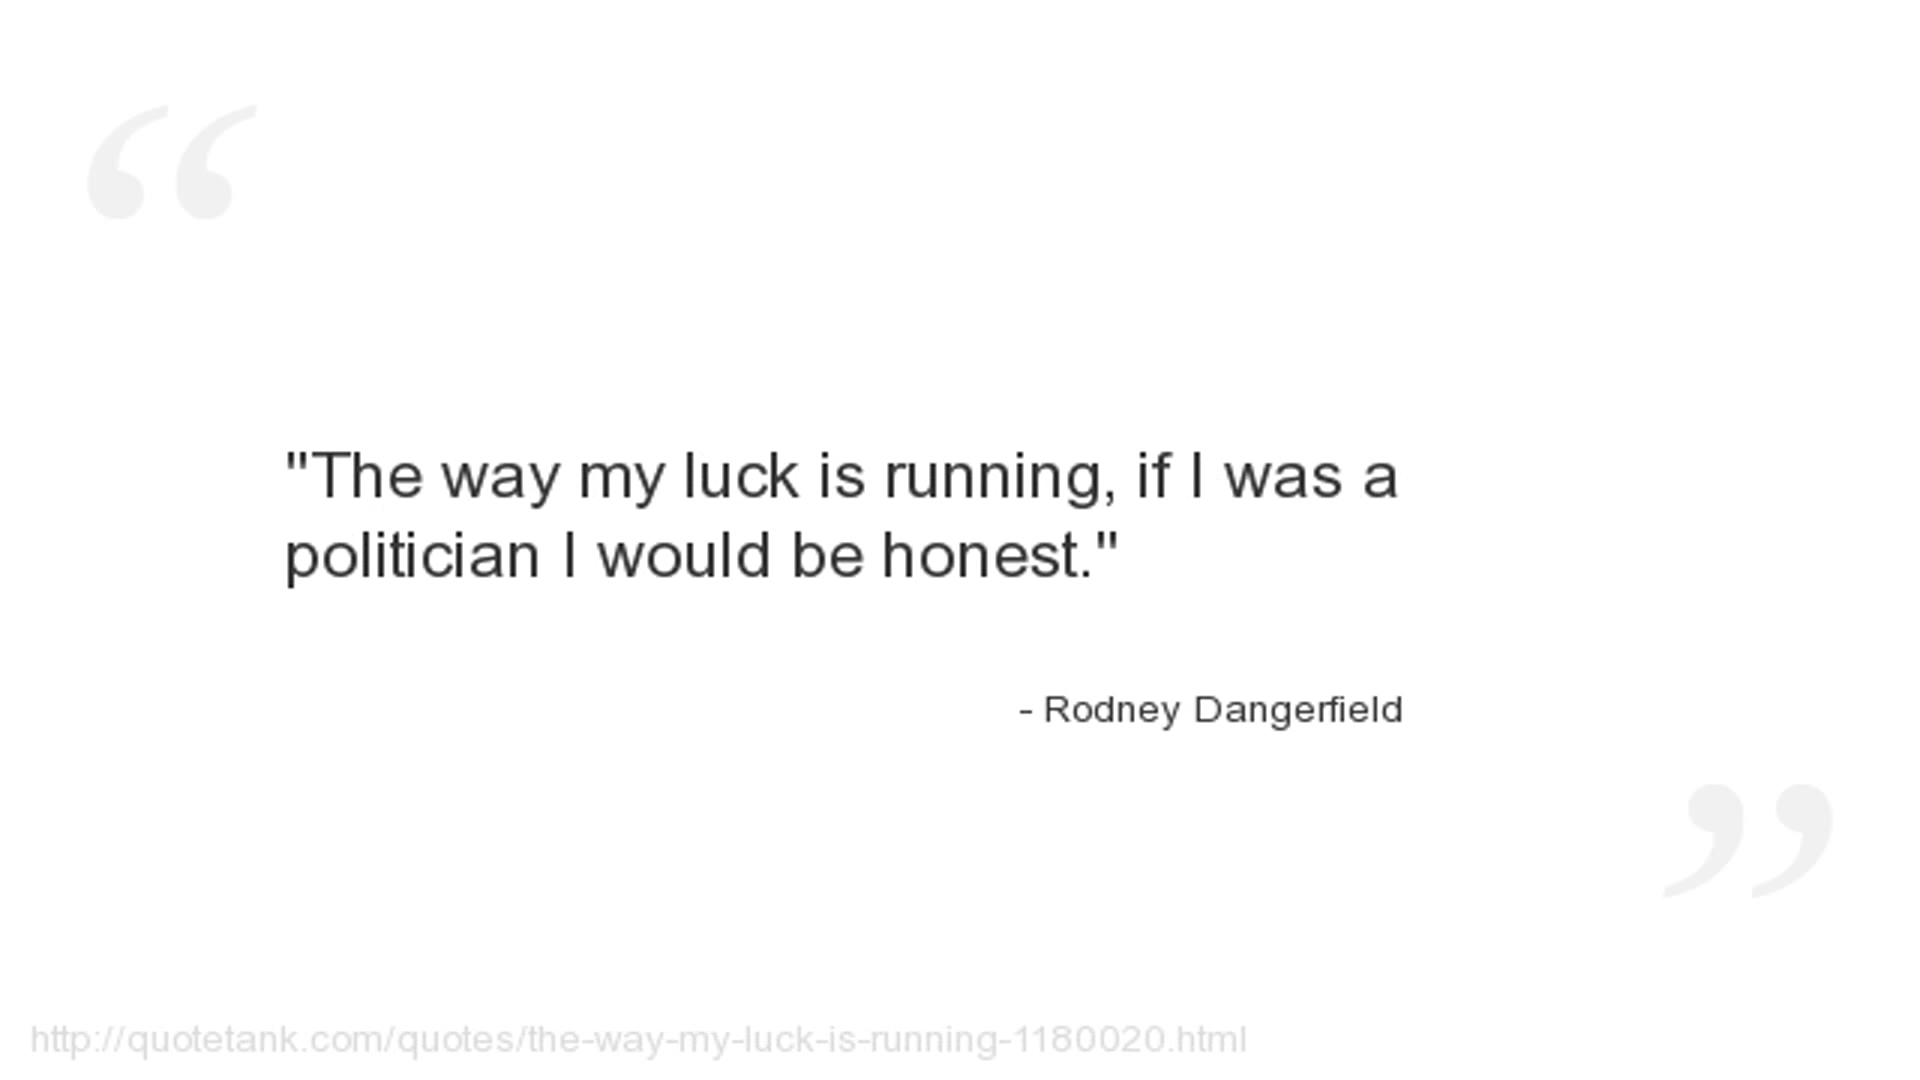 "The way my luck is running, if I was a
politician I would be honest."
- Rodney Dangerfield
http://quotetank.com/quotes/the-way-my-luck-is-running-1180020.html